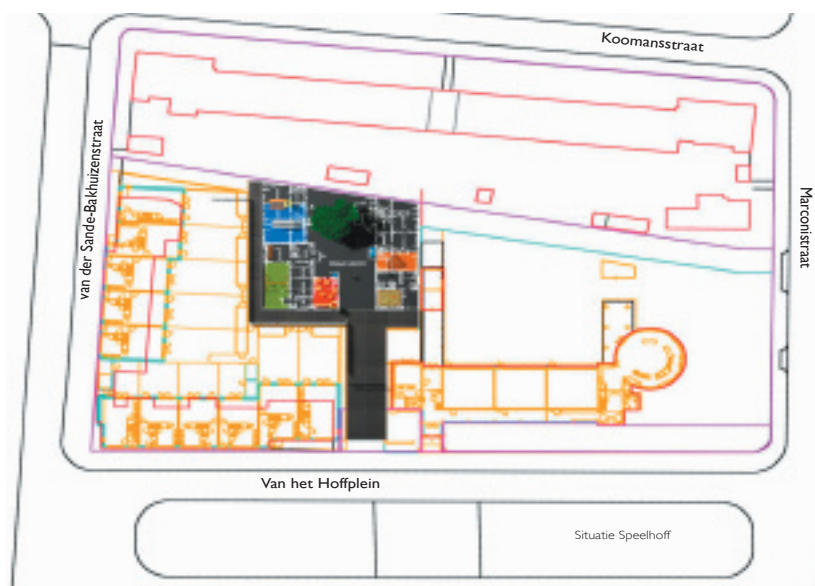 Koomansstraat
van der Sande-Bakhuizenstraat
Marconistraat
Van het Hoffplein
Situatie Speelhoff